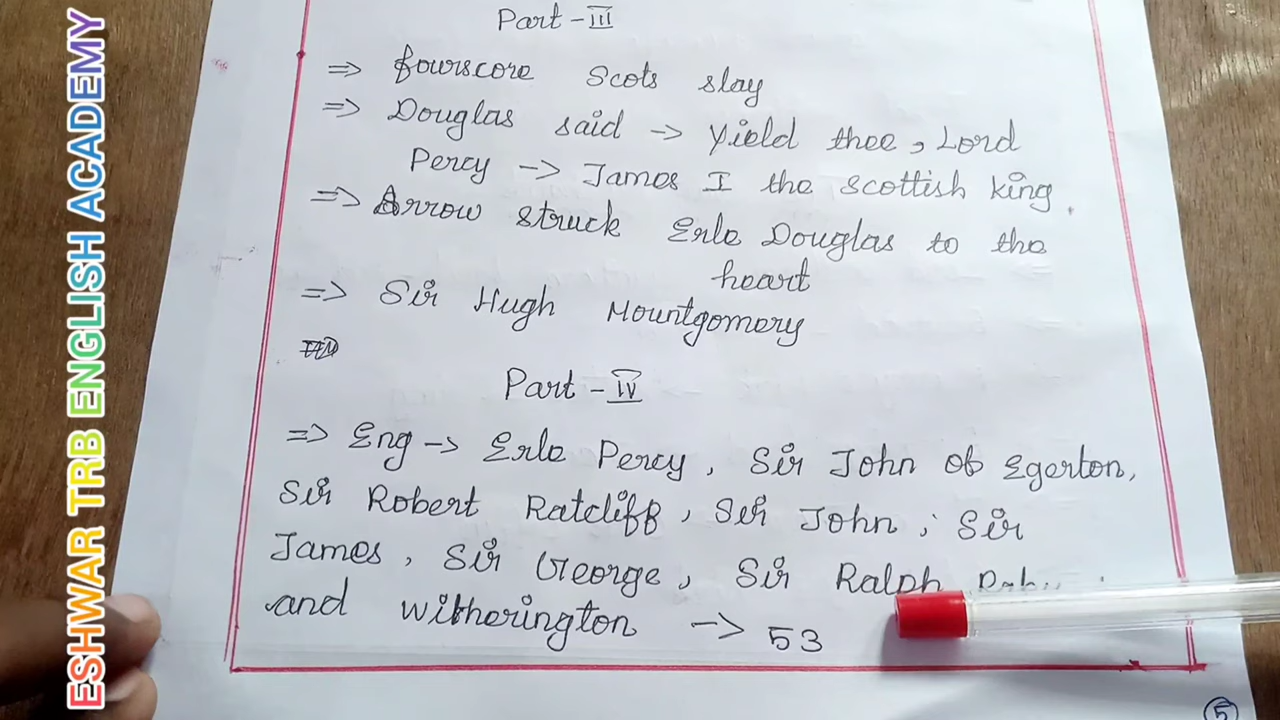 Part - III
⇒ fourscore Scots slay
⇒ Douglas said → Yield thee, Lord
Percy → James I the Scottish king.
⇒ Arrow struck Erle Douglas to the
heart
⇒ Sir Hugh Mountgomery
Part - IV
⇒ Eng → Erle Percy, Sir John of Egerton,
Sir Robert Ratcliff, Sir John, Sir
James, Sir George, Sir Ralph
and Witherington → 53
5
ESHWAR TRB ENGLISH ACADEMY